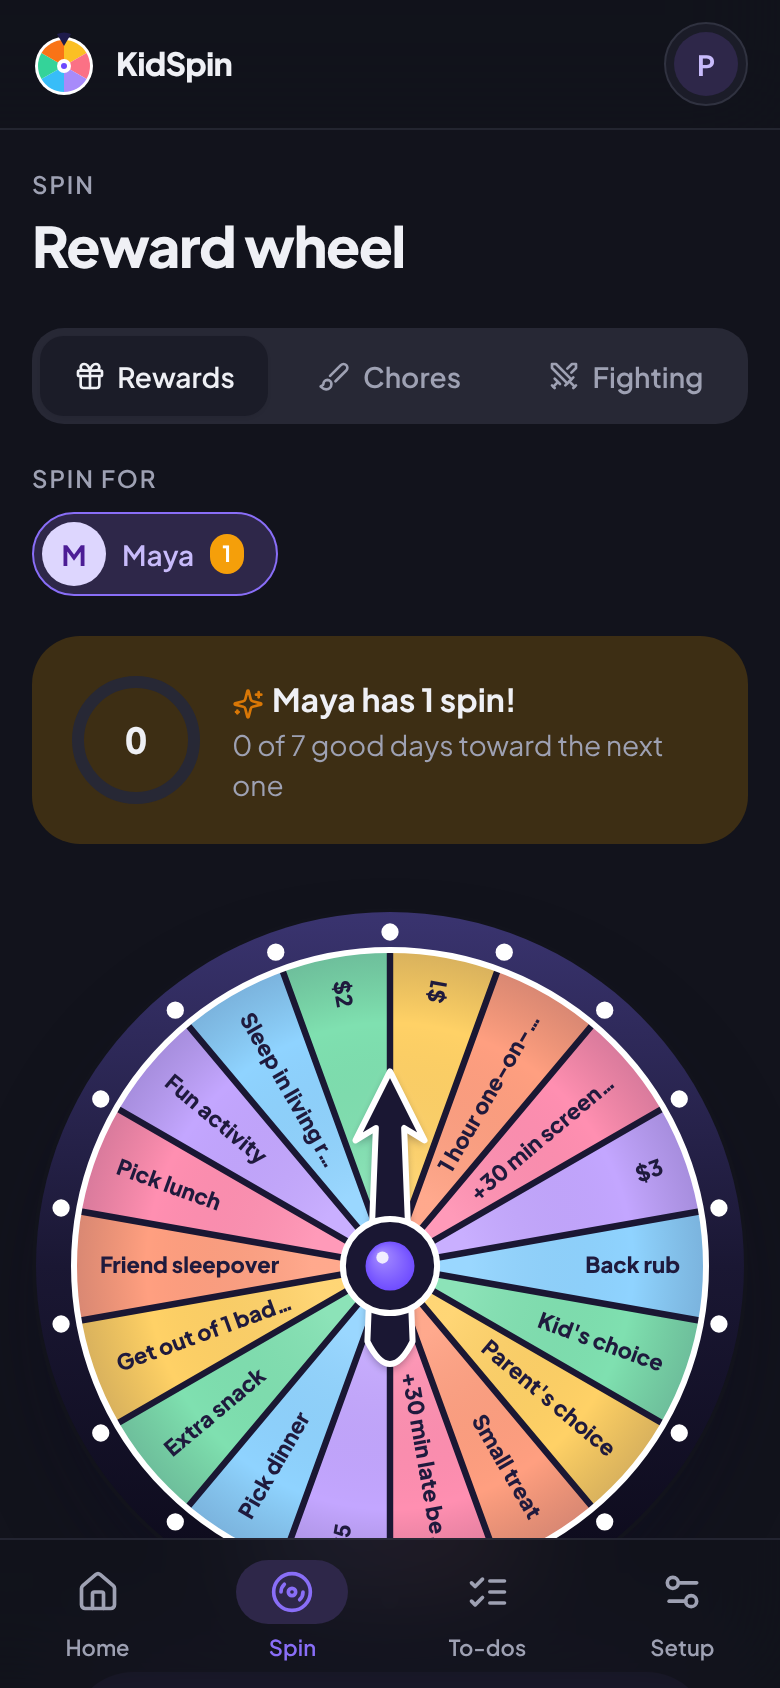 KidSpin
P
SPIN
Reward wheel
Rewards
Chores
Fighting
SPIN FOR
M
Maya
1
0
Maya has 1 spin!
0 of 7 good days toward the next
one
$1
1 hour one-on-…
+30 min screen…
$3
Back rub
Kid's choice
Parent's choice
Small treat
+30 min late be
5
Pick dinner
Extra snack
Get out of 1 bad…
Friend sleepover
Pick lunch
Fun activity
Sleep in living r…
$2
Home
Spin
To-dos
Setup